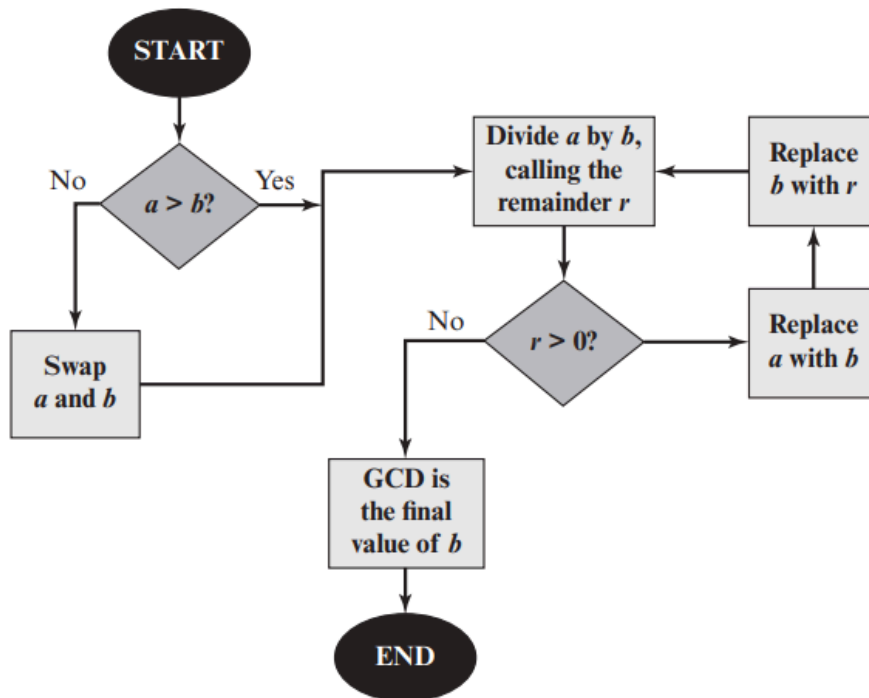 START
No
a > b?
Yes
Swap
a and b
Divide a by b,
calling the
remainder r
Replace
b with r
No
r > 0?
Replace
a with b
GCD is
the final
value of b
END